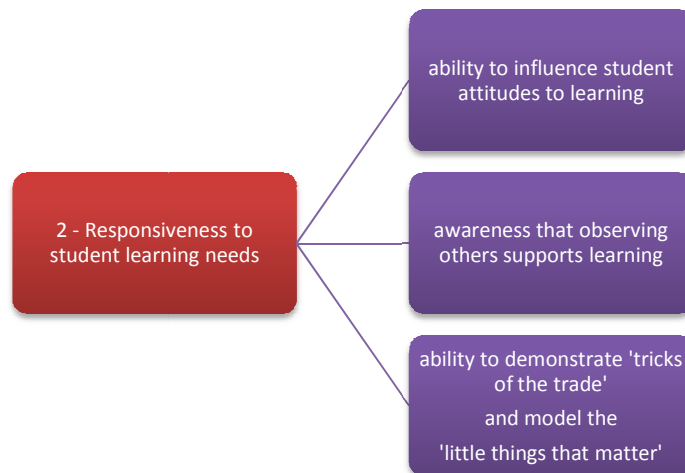 ability to influence student
attitudes to learning
2 - Responsiveness to
student learning needs
awareness that observing
others supports learning
ability to demonstrate 'tricks
of the trade'
and model the
'little things that matter'